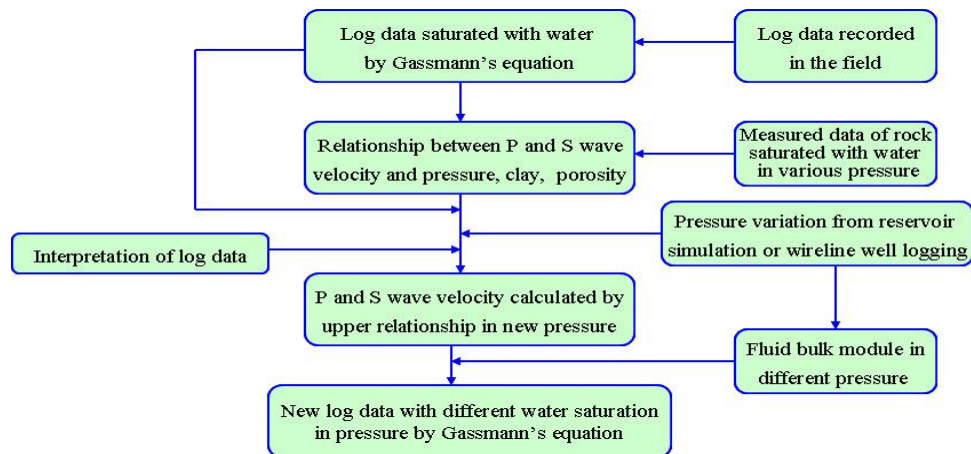 Log data saturated with water
by Gassmann's equation
Log data recorded
in the field
Relationship between P and S wave
velocity and pressure, clay, porosity
Measured data of rock
saturated with water
in various pressure
Pressure variation from reservoir
simulation or wireline well logging
Interpretation of log data
P and S wave velocity calculated by
upper relationship in new pressure
Fluid bulk module in
different pressure
New log data with different water saturation
in pressure by Gassmann's equation